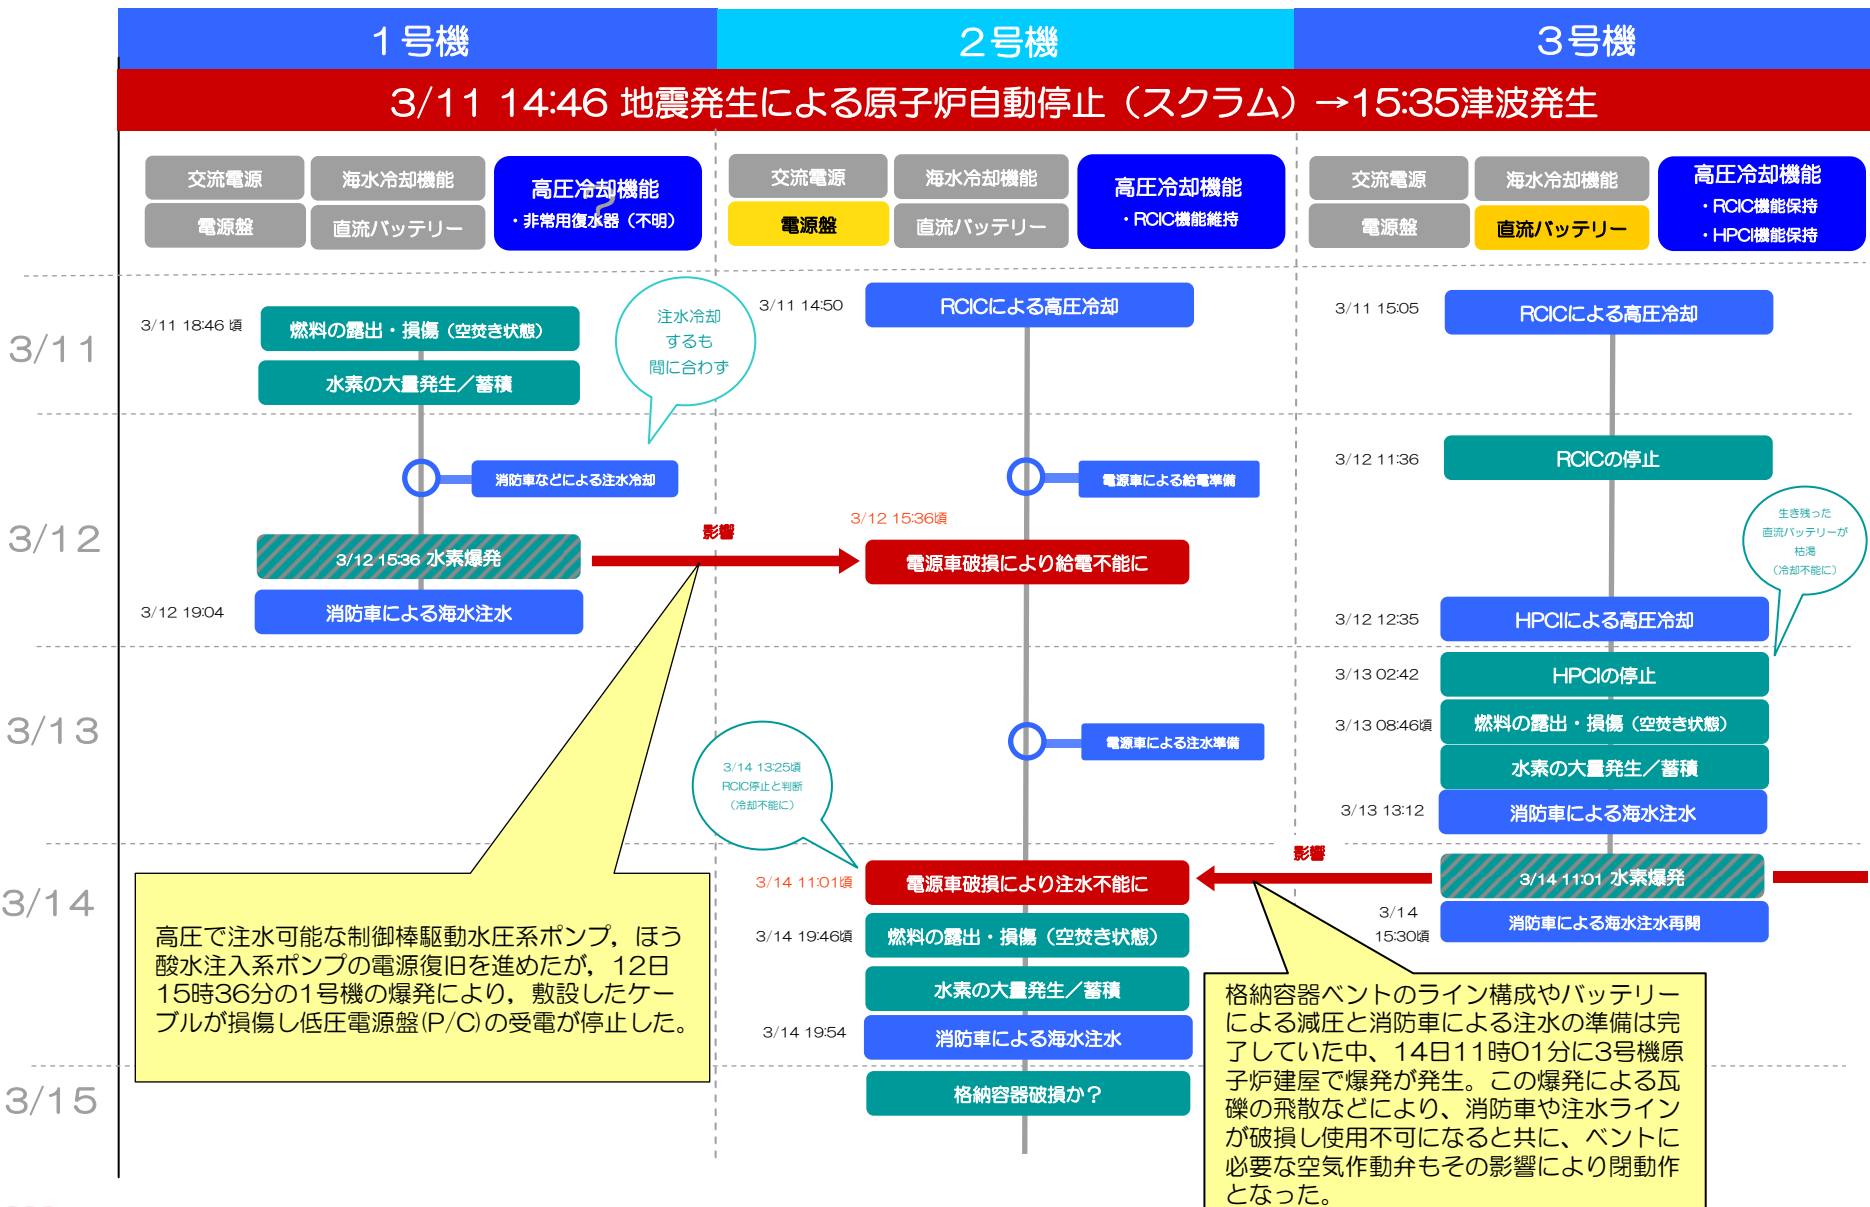 1号機
2号機
3号機
3/11 14:46 地震発生による原子炉自動停止（スクラム）→15:35津波発生
交流電源
海水冷却機能
電源盤
直流バッテリー
高圧冷却機能
・非常用復水器（不明）
?
交流電源
海水冷却機能
電源盤
直流バッテリー
高圧冷却機能
・RCIC機能維持
交流電源
海水冷却機能
電源盤
直流バッテリー
高圧冷却機能
・RCIC機能保持
・HPCI機能保持
3/11
3/12
3/13
3/14
3/15
3/11 18:46 頃
燃料の露出・損傷（空焚き状態）
水素の大量発生／蓄積
注水冷却
するも
間に合わず
消防車などによる注水冷却
3/12 15:36 水素爆発
3/12 19:04
消防車による海水注水
影響
高圧で注水可能な制御棒駆動水圧系ポンプ，ほう
酸水注入系ポンプの電源復旧を進めたが，12日
15時36分の1号機の爆発により，敷設したケー
ブルが損傷し低圧電源盤(P/C)の受電が停止した。
3/11 14:50
RCICによる高圧冷却
電源車による給電準備
3/12 15:36頃
電源車破損により給電不能に
電源車による注水準備
3/14 13:25頃
RCIC停止と判断
（冷却不能に）
3/14 11:01頃
電源車破損により注水不能に
3/14 19:46頃
燃料の露出・損傷（空焚き状態）
水素の大量発生／蓄積
3/14 19:54
消防車による海水注水
格納容器破損か？
3/11 15:05
RCICによる高圧冷却
3/12 11:36
RCICの停止
生き残った
直流バッテリーが
枯渇
（冷却不能に）
3/12 12:35
HPCIによる高圧冷却
3/13 02:42
HPCIの停止
3/13 08:46頃
燃料の露出・損傷（空焚き状態）
水素の大量発生／蓄積
3/13 13:12
消防車による海水注水
影響
3/14 11:01 水素爆発
3/14
15:30頃
消防車による海水注水再開
格納容器ベントのライン構成やバッテリー
による減圧と消防車による注水の準備は完
了していた中、14日11時01分に3号機原
子炉建屋で爆発が発生。この爆発による瓦
礫の飛散などにより、消防車や注水ライン
が破損し使用不可になると共に、ベントに
必要な空気作動弁もその影響により閉動作
となった。